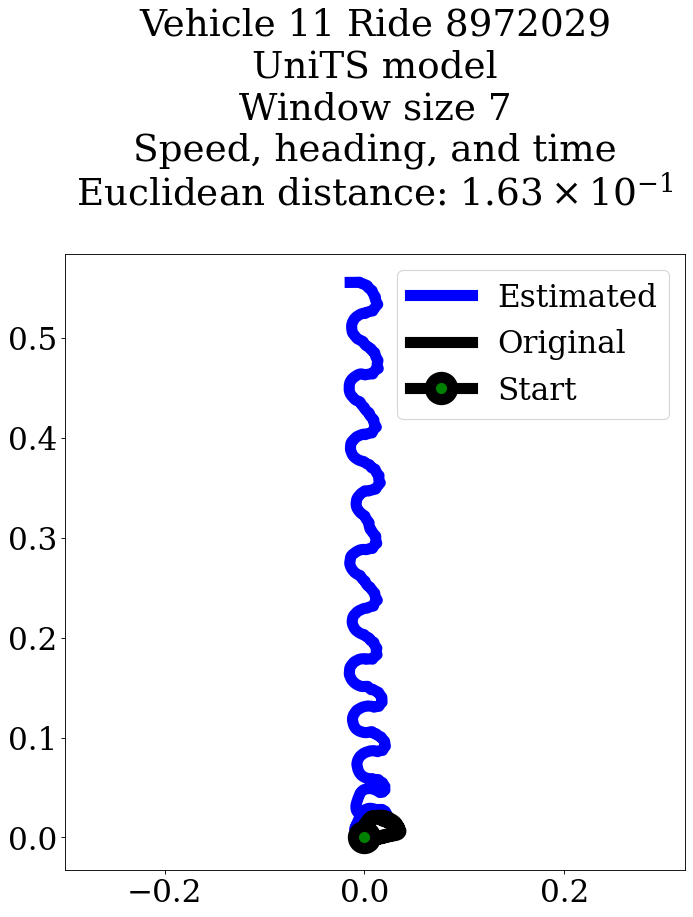 Vehicle 11 Ride 8972029
UniTS model
Window size 7
Speed, heading, and time
Euclidean distance: 1.63 × 10⁻¹
Estimated
Original
Start
0.5
0.4
0.3
0.2
0.1
0.0
−0.2 0.0 0.2